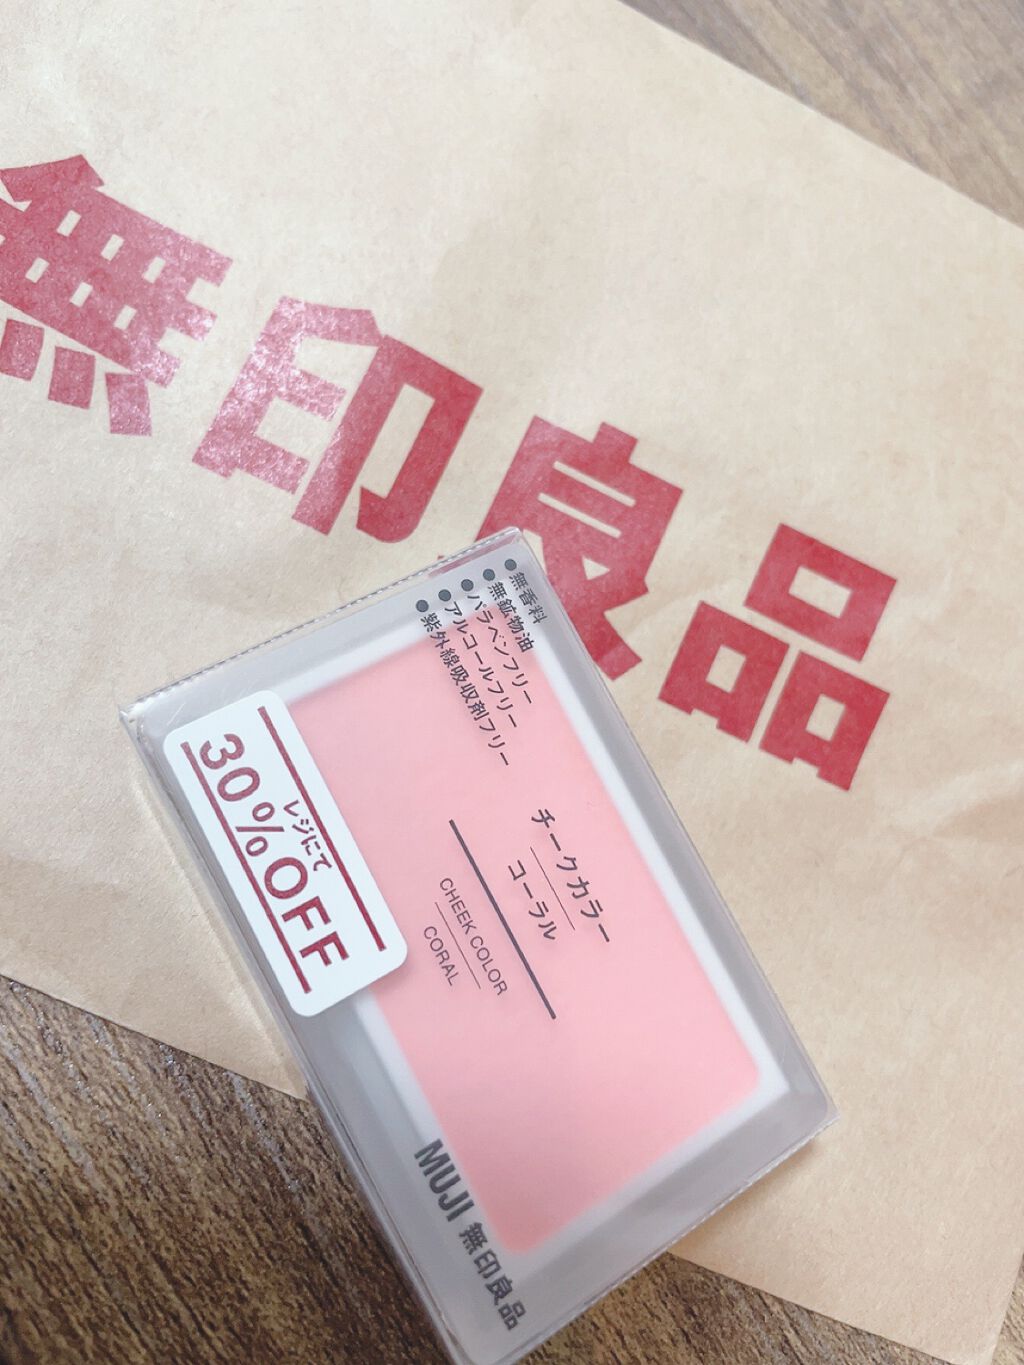 無印良品
●無香料
●無鉱物油
●パラベンフリー
●アルコールフリー
●紫外線吸収剤フリー
チークカラー
コーラル
CHEEK COLOR
CORAL
レジにて
30%OFF
MUJI 無印良品